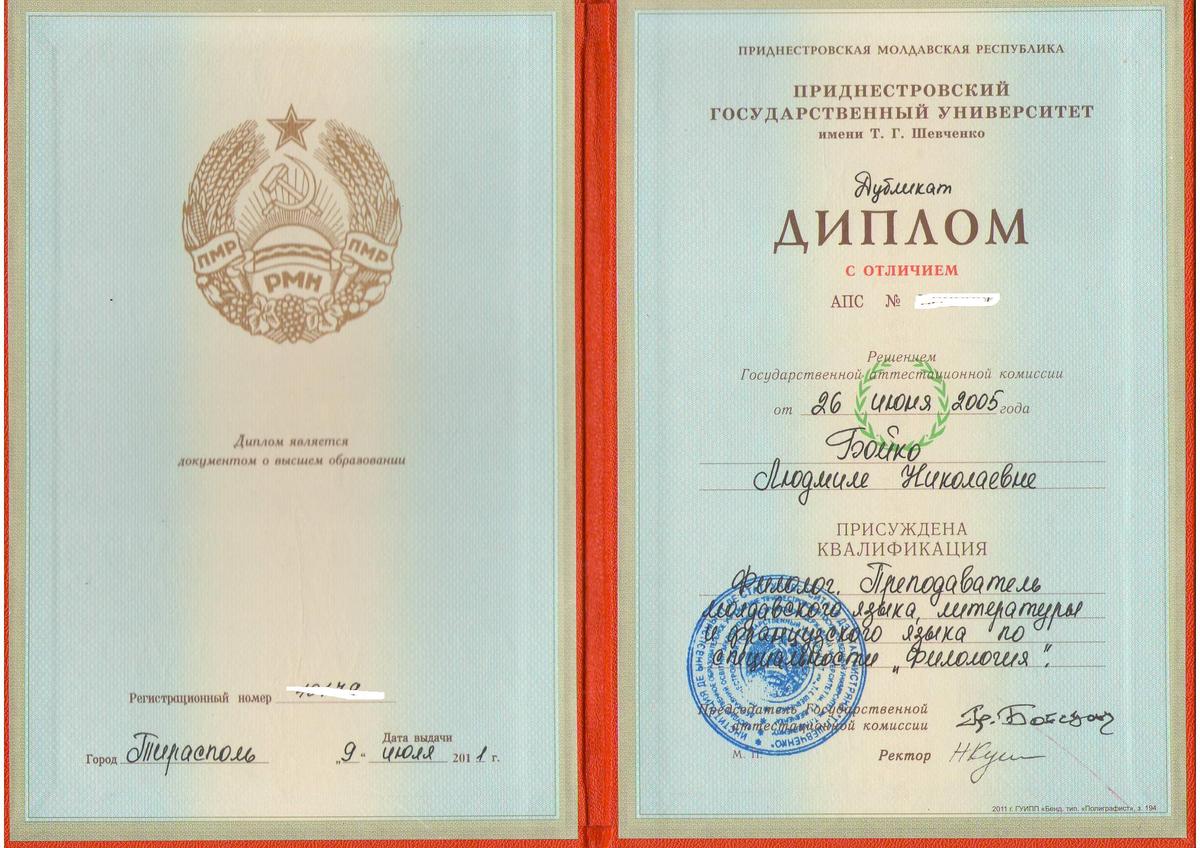 ПМР
ПМР
РМН
Диплом является
документом о высшем образовании
Регистрационный номер
Город Тирасполь
Дата выдачи
„9“ июля 2011 г.
ПРИДНЕСТРОВСКАЯ МОЛДАВСКАЯ РЕСПУБЛИКА
ПРИДНЕСТРОВСКИЙ
ГОСУДАРСТВЕННЫЙ УНИВЕРСИТЕТ
имени Т. Г. Шевченко
Дубликат
ДИПЛОМ
С ОТЛИЧИЕМ
АПС №
Решением
Государственной аттестационной комиссии
от 26 июня 2005 года
Бойко
Людмиле Николаевне
ПРИСУЖДЕНА
КВАЛИФИКАЦИЯ
Филолог. Преподаватель
молдавского языка, литературы
и французского языка по
специальности „Филология“.
Председатель Государственной
аттестационной комиссии
М. П.
Ректор
2011 г. ГУИПП «Бенд. тип. «Полиграфист», з. 194